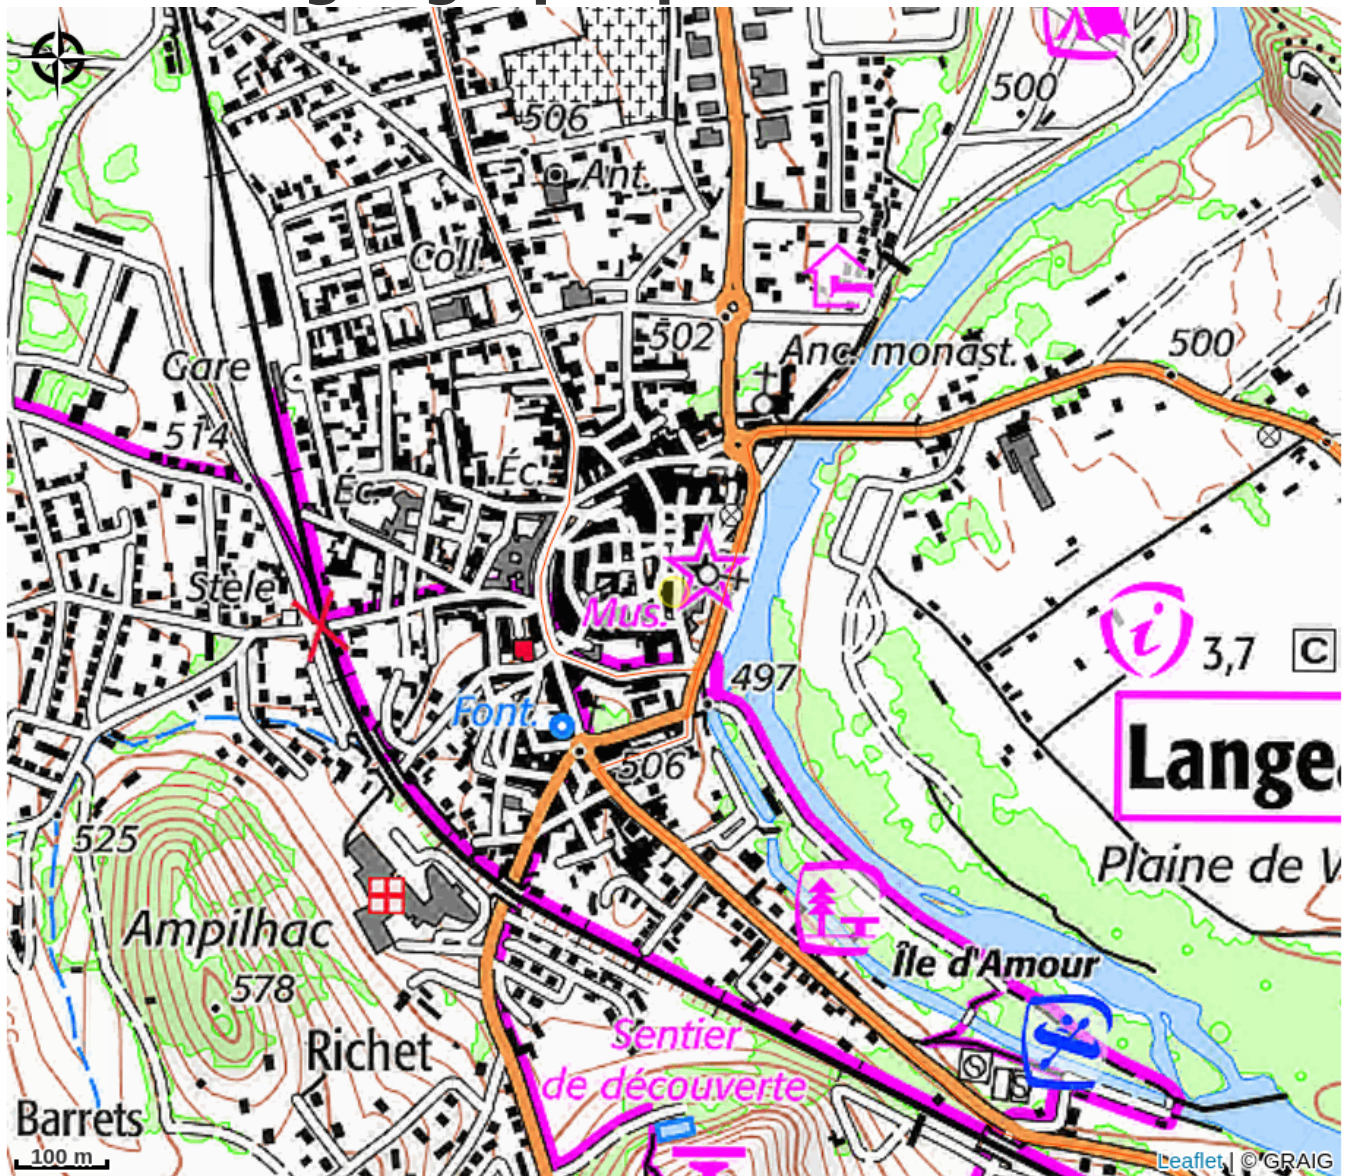 500
506
Ant.
Coll.
502
Anc. monast.
500
Gare
514
Éc.
Éc.
Stèle
Mus.
i
3,7
C
497
Font.
Lange
506
525
Plaine de V
Ampilhac
Île d'Amour
578
Richet
Sentier
de découverte
S
S
Barrets
100 m
Leaflet | © GRAIG